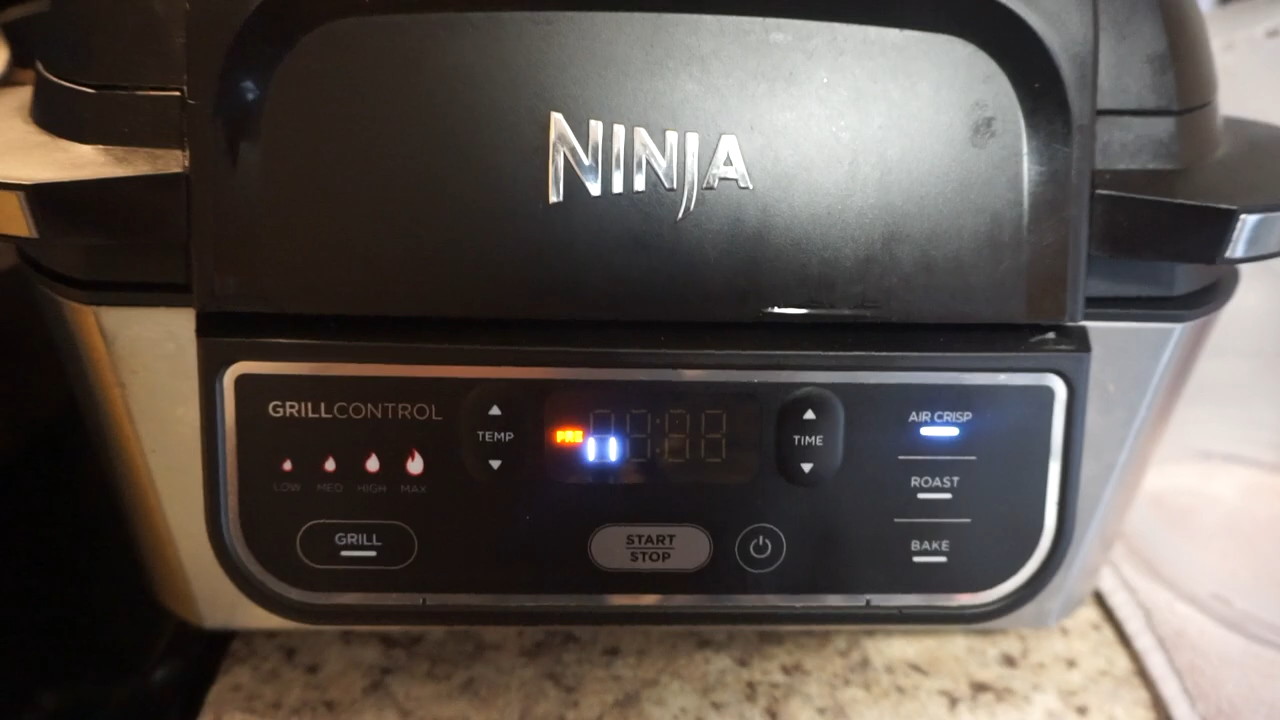 NINJA
GRILLCONTROL
LOW MED HIGH MAX
GRILL
TEMP
PRE
TIME
START
STOP
AIR CRISP
ROAST
BAKE